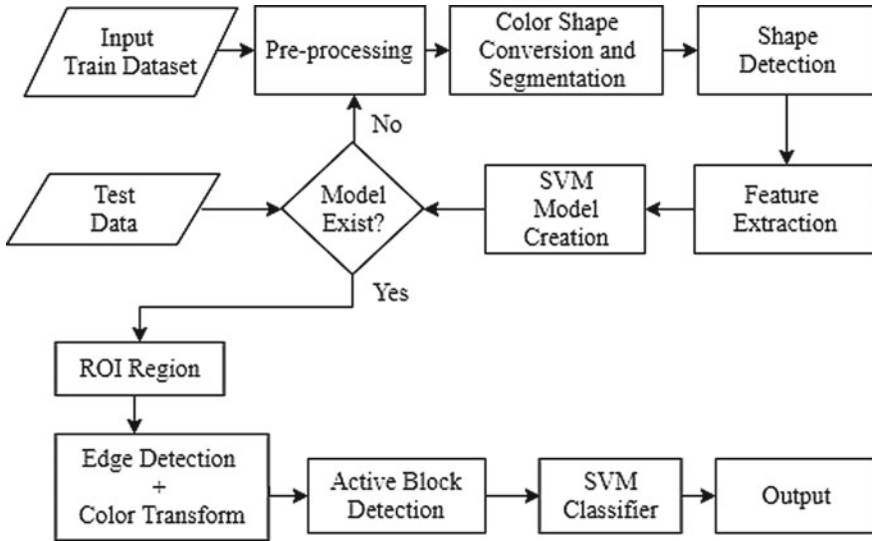 Input
Train Dataset
Pre-processing
Color Shape
Conversion and
Segmentation
Shape
Detection
No
Test
Data
Model
Exist?
SVM
Model
Creation
Feature
Extraction
Yes
ROI Region
Edge Detection
+
Color Transform
Active Block
Detection
SVM
Classifier
Output